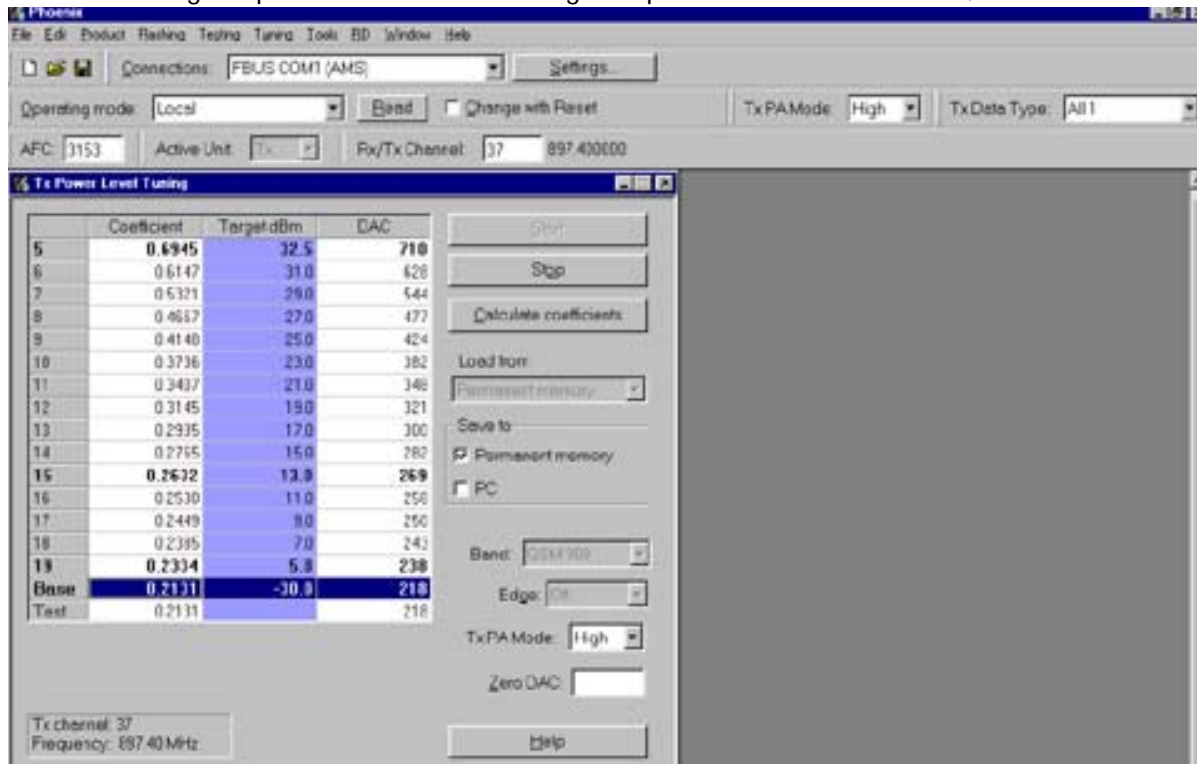 Phoenix
File Edit Product Flashing Testing Tuning Tools BD Window Help
Connections: FBUS COM1 (AMS) Settings...
Operating mode: Local Read Change with Reset Tx PA Mode: High Tx Data Type: All 1
AFC: 3153 Active Unit: Tx Rx/Tx Channel: 37 897.400000
Tx Power Level Tuning
Coefficient Target dBm DAC
5 0.6945 32.5 710
6 0.6147 31.0 628
7 0.5321 29.0 544
8 0.4667 27.0 477
9 0.4140 25.0 424
10 0.3736 23.0 382
11 0.3407 21.0 348
12 0.3145 19.0 321
13 0.2935 17.0 300
14 0.2765 15.0 282
15 0.2632 13.0 269
16 0.2530 11.0 258
17 0.2449 9.0 250
18 0.2385 7.0 243
19 0.2334 5.0 238
Base 0.2131 -30.0 218
Test 0.2131 218
Start
Stop
Calculate coefficients
Load from:
Permanent memory
Save to
Permanent memory
PC
Band: GSM 900
Edge: Off
Tx PA Mode: High
Zero DAC:
Help
Tx channel: 37
Frequency: 897.40 MHz